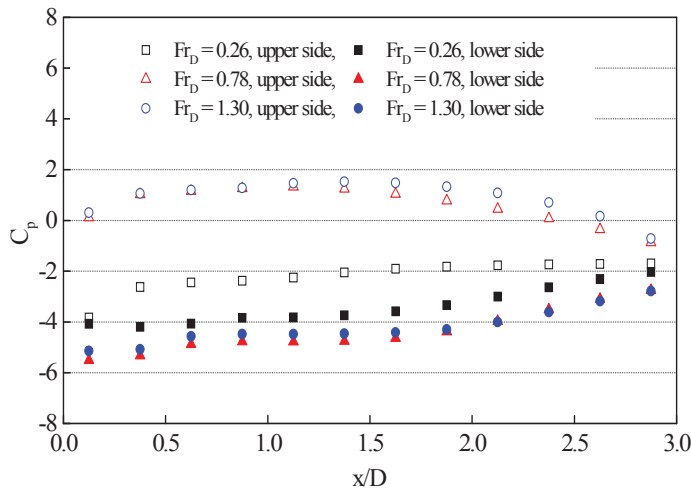 8
6
4
2
0
-2
-4
-6
-8
C_p
Fr_D = 0.26, upper side, Fr_D = 0.26, lower side
Fr_D = 0.78, upper side, Fr_D = 0.78, lower side
Fr_D = 1.30, upper side, Fr_D = 1.30, lower side
0.0 0.5 1.0 1.5 2.0 2.5 3.0
x/D